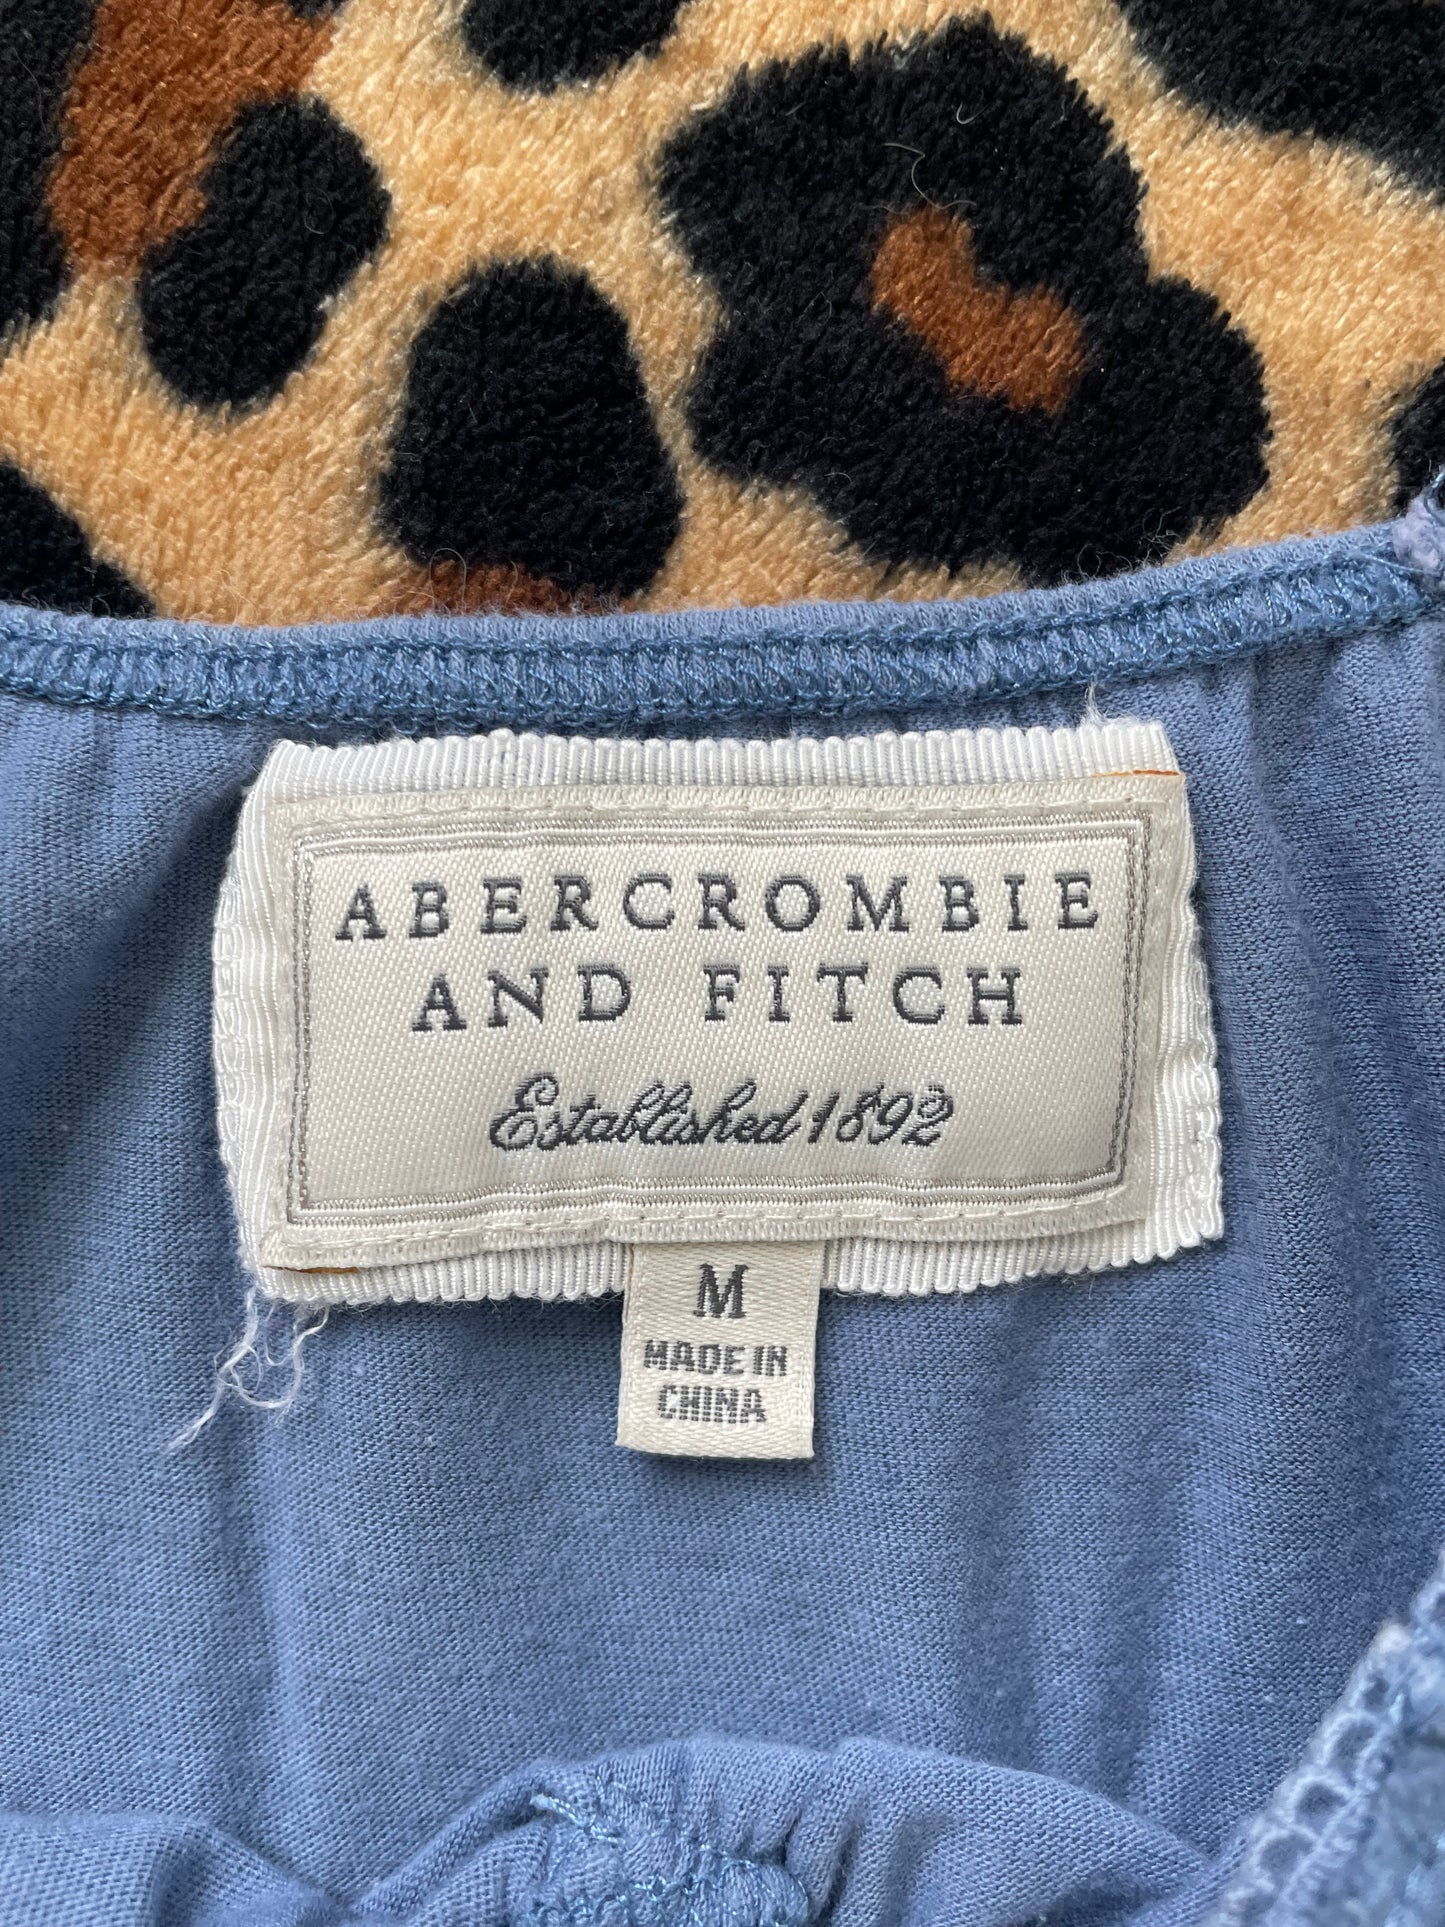 ABERCROMBIE
AND FITCH
Established 1892
M
MADE IN
CHINA